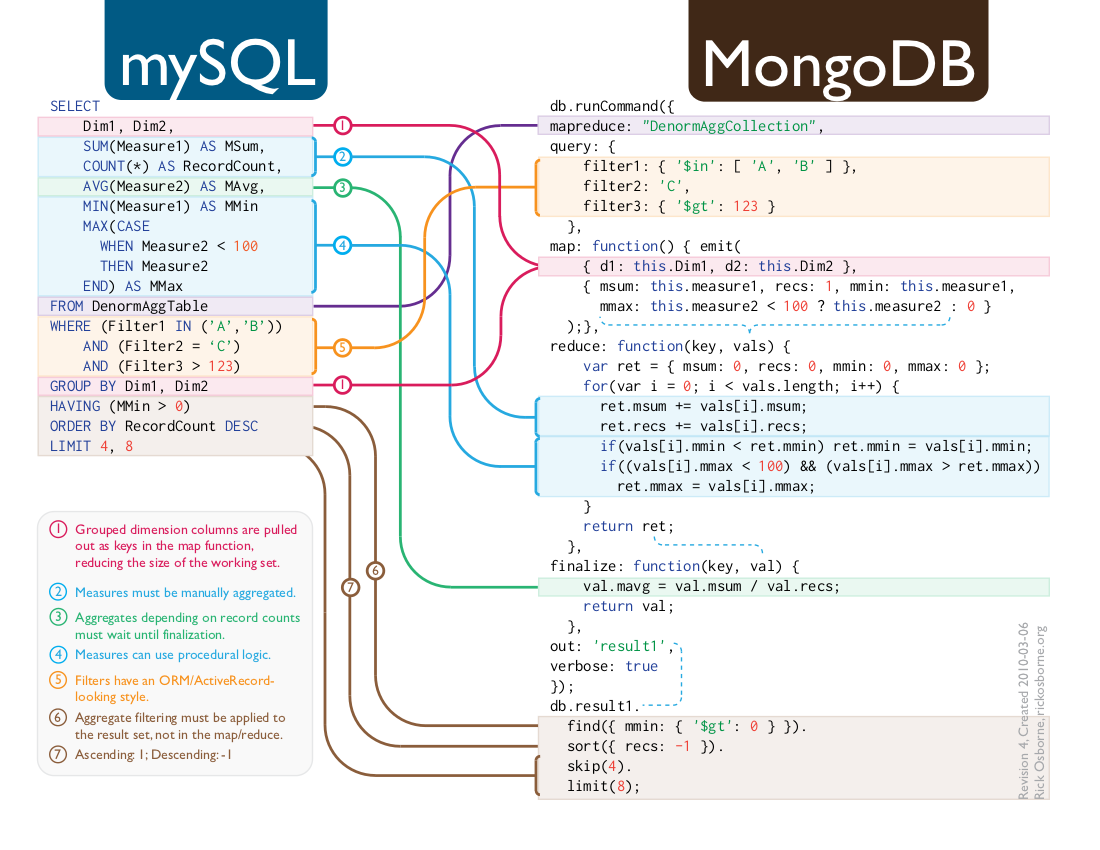 mySQL
SELECT
Dim1, Dim2,
SUM(Measure1) AS MSum,
COUNT(*) AS RecordCount,
AVG(Measure2) AS MAvg,
MIN(Measure1) AS MMin
MAX(CASE
WHEN Measure2 < 100
THEN Measure2
END) AS MMax
FROM DenormAggTable
WHERE (Filter1 IN (’A’,’B’))
AND (Filter2 = ‘C’)
AND (Filter3 > 123)
GROUP BY Dim1, Dim2
HAVING (MMin > 0)
ORDER BY RecordCount DESC
LIMIT 4, 8
1
2
3
4
5
1
6
7
1 Grouped dimension columns are pulled
out as keys in the map function,
reducing the size of the working set.
2 Measures must be manually aggregated.
3 Aggregates depending on record counts
must wait until finalization.
4 Measures can use procedural logic.
5 Filters have an ORM/ActiveRecord-
looking style.
6 Aggregate filtering must be applied to
the result set, not in the map/reduce.
7 Ascending: 1; Descending: -1
MongoDB
db.runCommand({
mapreduce: "DenormAggCollection",
query: {
filter1: { '$in': [ 'A', 'B' ] },
filter2: 'C',
filter3: { '$gt': 123 }
},
map: function() { emit(
{ d1: this.Dim1, d2: this.Dim2 },
{ msum: this.measure1, recs: 1, mmin: this.measure1,
mmax: this.measure2 < 100 ? this.measure2 : 0 }
);},
reduce: function(key, vals) {
var ret = { msum: 0, recs: 0, mmin: 0, mmax: 0 };
for(var i = 0; i < vals.length; i++) {
ret.msum += vals[i].msum;
ret.recs += vals[i].recs;
if(vals[i].mmin < ret.mmin) ret.mmin = vals[i].mmin;
if((vals[i].mmax < 100) && (vals[i].mmax > ret.mmax))
ret.mmax = vals[i].mmax;
}
return ret;
},
finalize: function(key, val) {
val.mavg = val.msum / val.recs;
return val;
},
out: 'result1',
verbose: true
});
db.result1.
find({ mmin: { '$gt': 0 } }).
sort({ recs: -1 }).
skip(4).
limit(8);
Revision 4, Created 2010-03-06
Rick Osborne, rickosborne.org